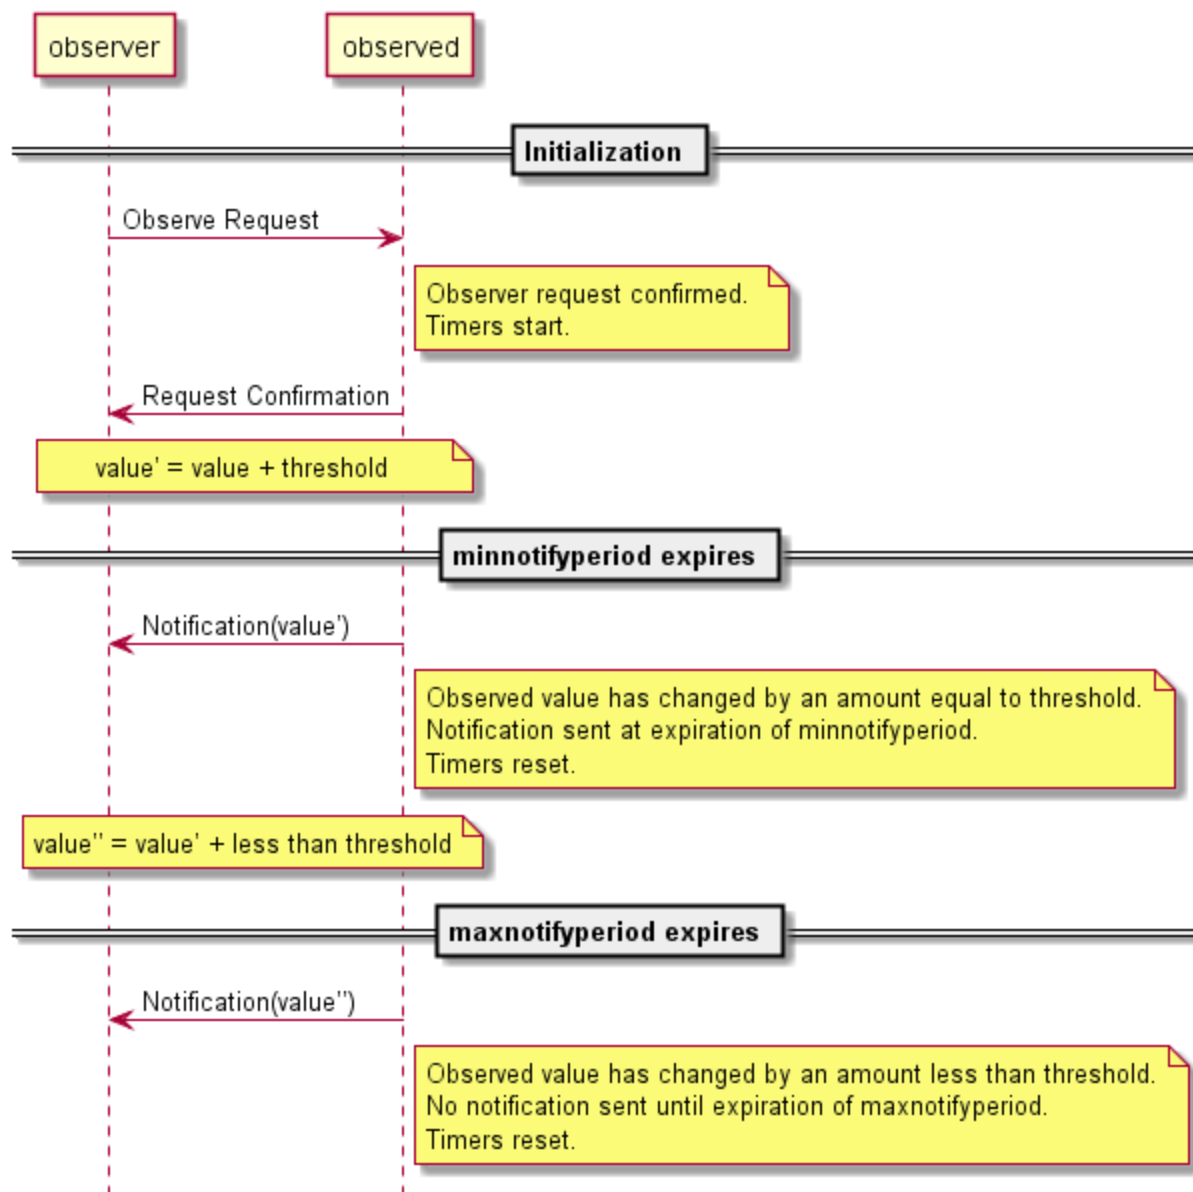 observer
observed
Initialization
Observe Request
Observer request confirmed.
Timers start.
Request Confirmation
value' = value + threshold
minnotifyperiod expires
Notification(value')
Observed value has changed by an amount equal to threshold.
Notification sent at expiration of minnotifyperiod.
Timers reset.
value'' = value' + less than threshold
maxnotifyperiod expires
Notification(value'')
Observed value has changed by an amount less than threshold.
No notification sent until expiration of maxnotifyperiod.
Timers reset.